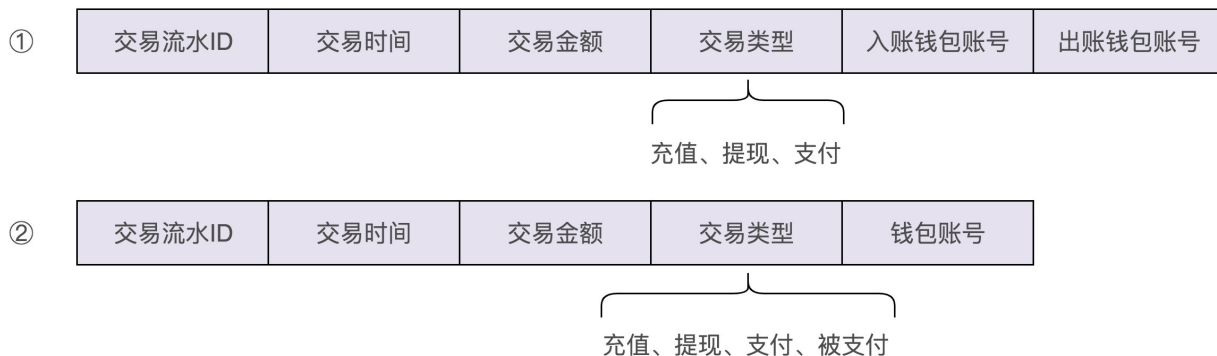 ① 交易流水ID 交易时间 交易金额 交易类型 入账钱包账号 出账钱包账号
充值、提现、支付
② 交易流水ID 交易时间 交易金额 交易类型 钱包账号
充值、提现、支付、被支付